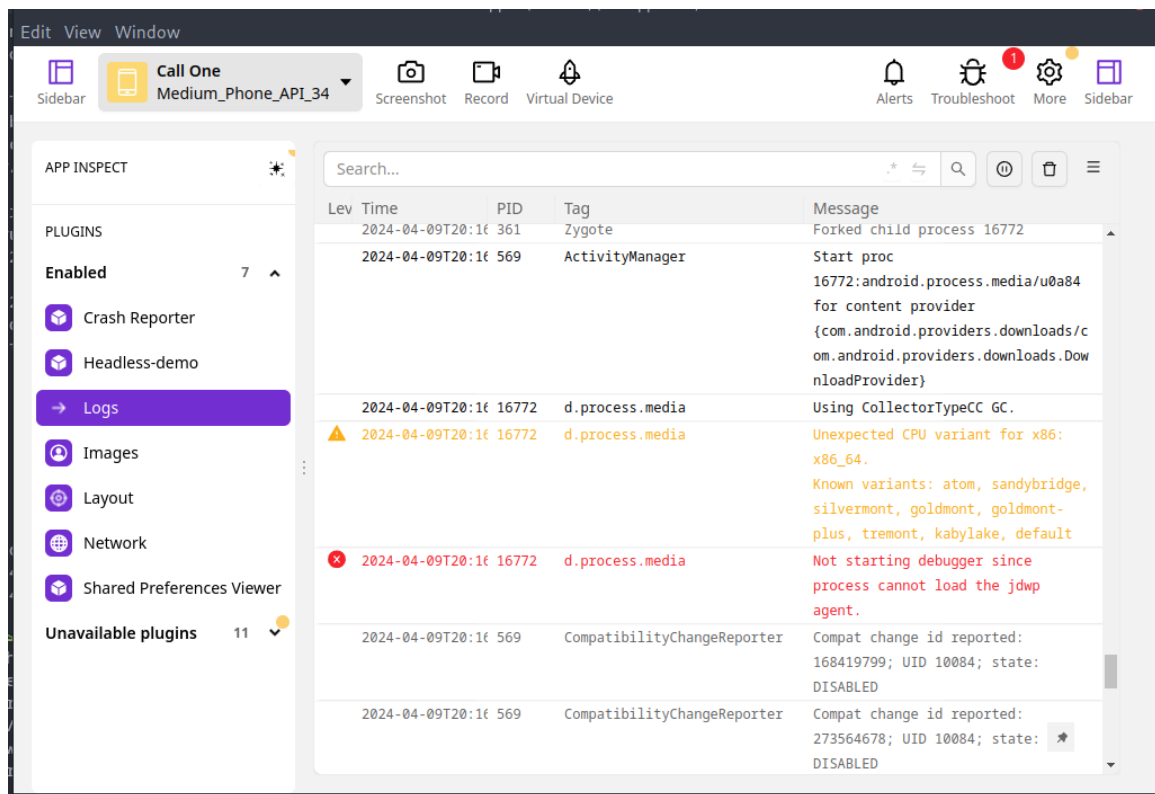 Edit View Window
Call One
Medium_Phone_API_34
Sidebar
Screenshot
Record
Virtual Device
Alerts
1
Troubleshoot
More
Sidebar
APP INSPECT
PLUGINS
Enabled 7
Crash Reporter
Headless-demo
Logs
Images
Layout
Network
Shared Preferences Viewer
Unavailable plugins 11
Search...
.*
Lev Time PID Tag Message
2024-04-09T20:16 361 Zygote Forked child process 16772
2024-04-09T20:16 569 ActivityManager Start proc
16772:android.process.media/u0a84
for content provider
{com.android.providers.downloads/c
om.android.providers.downloads.Dow
nloadProvider}
2024-04-09T20:16 16772 d.process.media Using CollectorTypeCC GC.
2024-04-09T20:16 16772 d.process.media Unexpected CPU variant for x86:
x86_64.
Known variants: atom, sandybridge,
silvermont, goldmont, goldmont-
plus, tremont, kabylake, default
2024-04-09T20:16 16772 d.process.media Not starting debugger since
process cannot load the jdwp
agent.
2024-04-09T20:16 569 CompatibilityChangeReporter Compat change id reported:
168419799; UID 10084; state:
DISABLED
2024-04-09T20:16 569 CompatibilityChangeReporter Compat change id reported:
273564678; UID 10084; state:
DISABLED